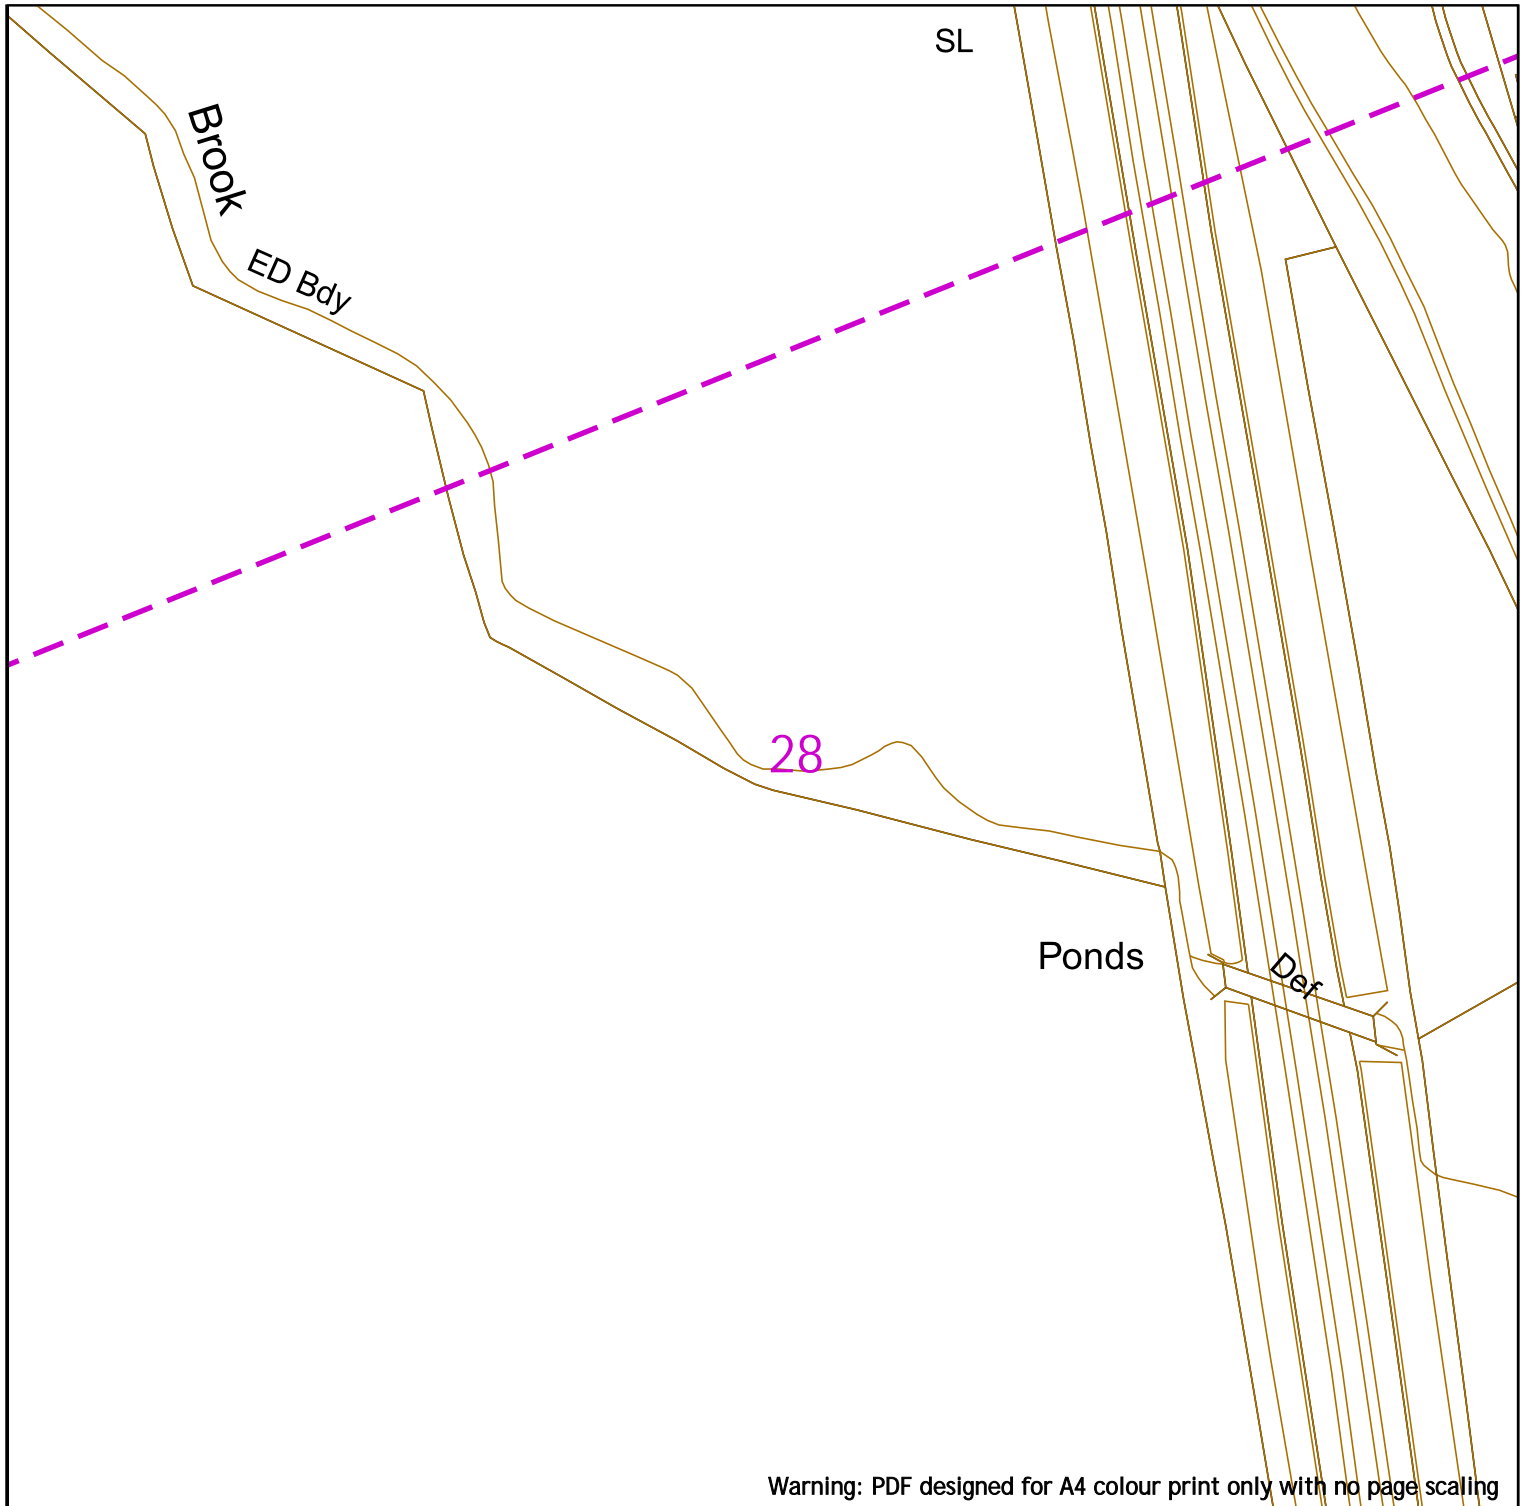 SL
Brook
ED Bdy
28
Ponds
Def
Warning: PDF designed for A4 colour print only with no page scaling